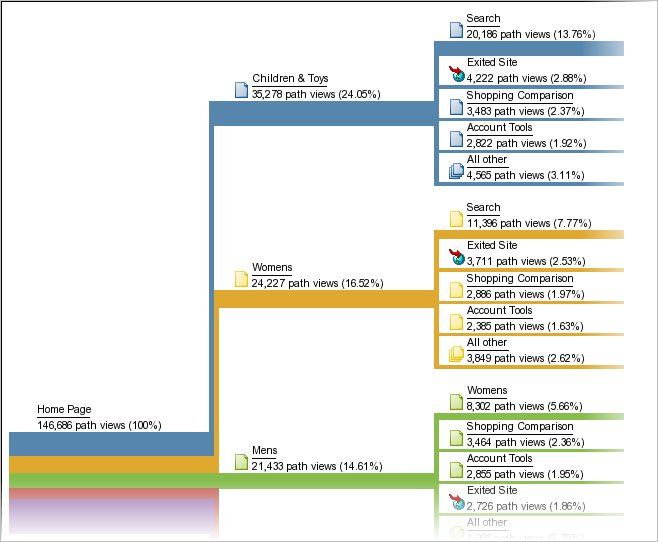 Home Page
146,686 path views (100%)
Children & Toys
35,278 path views (24.05%)
Search
20,186 path views (13.76%)
Exited Site
4,222 path views (2.88%)
Shopping Comparison
3,483 path views (2.37%)
Account Tools
2,822 path views (1.92%)
All other
4,565 path views (3.11%)
Womens
24,227 path views (16.52%)
Search
11,396 path views (7.77%)
Exited Site
3,711 path views (2.53%)
Shopping Comparison
2,886 path views (1.97%)
Account Tools
2,385 path views (1.63%)
All other
3,849 path views (2.62%)
Mens
21,433 path views (14.61%)
Womens
8,302 path views (5.66%)
Shopping Comparison
3,464 path views (2.36%)
Account Tools
2,855 path views (1.95%)
Exited Site
2,726 path views (1.86%)
All other
path views